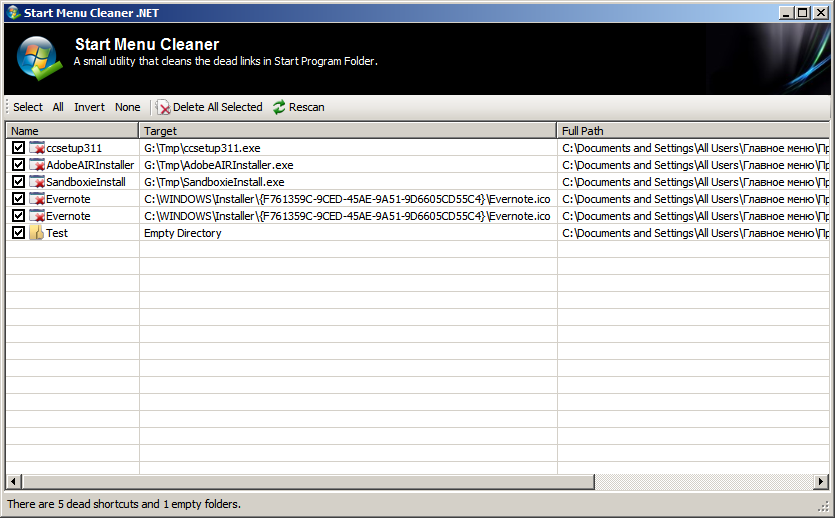 Start Menu Cleaner .NET
Start Menu Cleaner
A small utility that cleans the dead links in Start Program Folder.
Select All Invert None Delete All Selected Rescan
Name Target Full Path
ccsetup311 G:\Tmp\ccsetup311.exe C:\Documents and Settings\All Users\Главное меню\Пр
AdobeAIRInstaller G:\Tmp\AdobeAIRInstaller.exe C:\Documents and Settings\All Users\Главное меню\Пр
SandboxieInstall G:\Tmp\SandboxieInstall.exe C:\Documents and Settings\All Users\Главное меню\Пр
Evernote C:\WINDOWS\Installer\{F761359C-9CED-45AE-9A51-9D6605CD55C4}\Evernote.ico C:\Documents and Settings\All Users\Главное меню\Пр
Evernote C:\WINDOWS\Installer\{F761359C-9CED-45AE-9A51-9D6605CD55C4}\Evernote.ico C:\Documents and Settings\All Users\Главное меню\Пр
Test Empty Directory C:\Documents and Settings\All Users\Главное меню\Пр
There are 5 dead shortcuts and 1 empty folders.